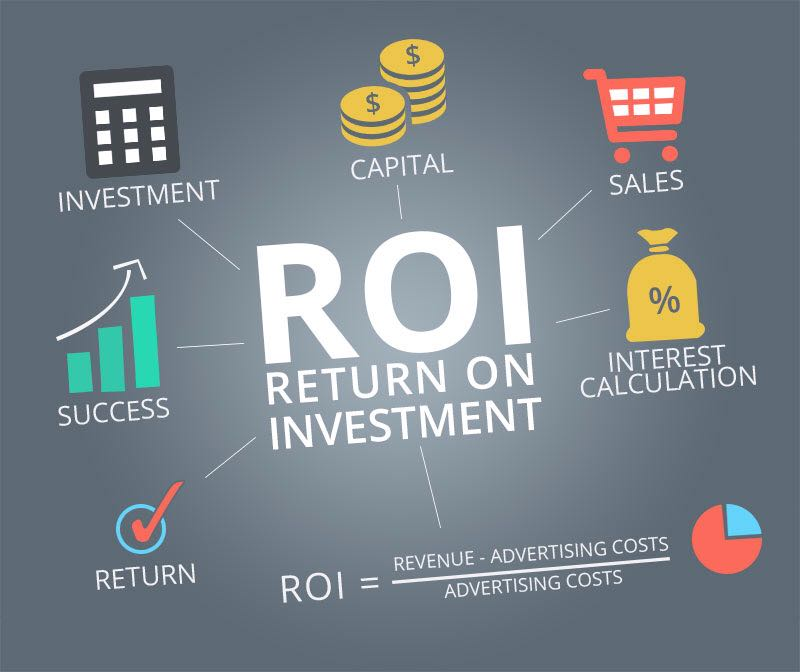 $
$
CAPITAL
INVESTMENT
SALES
ROI
RETURN ON
INVESTMENT
%
INTEREST
CALCULATION
SUCCESS
RETURN
ROI = REVENUE - ADVERTISING COSTS
ADVERTISING COSTS